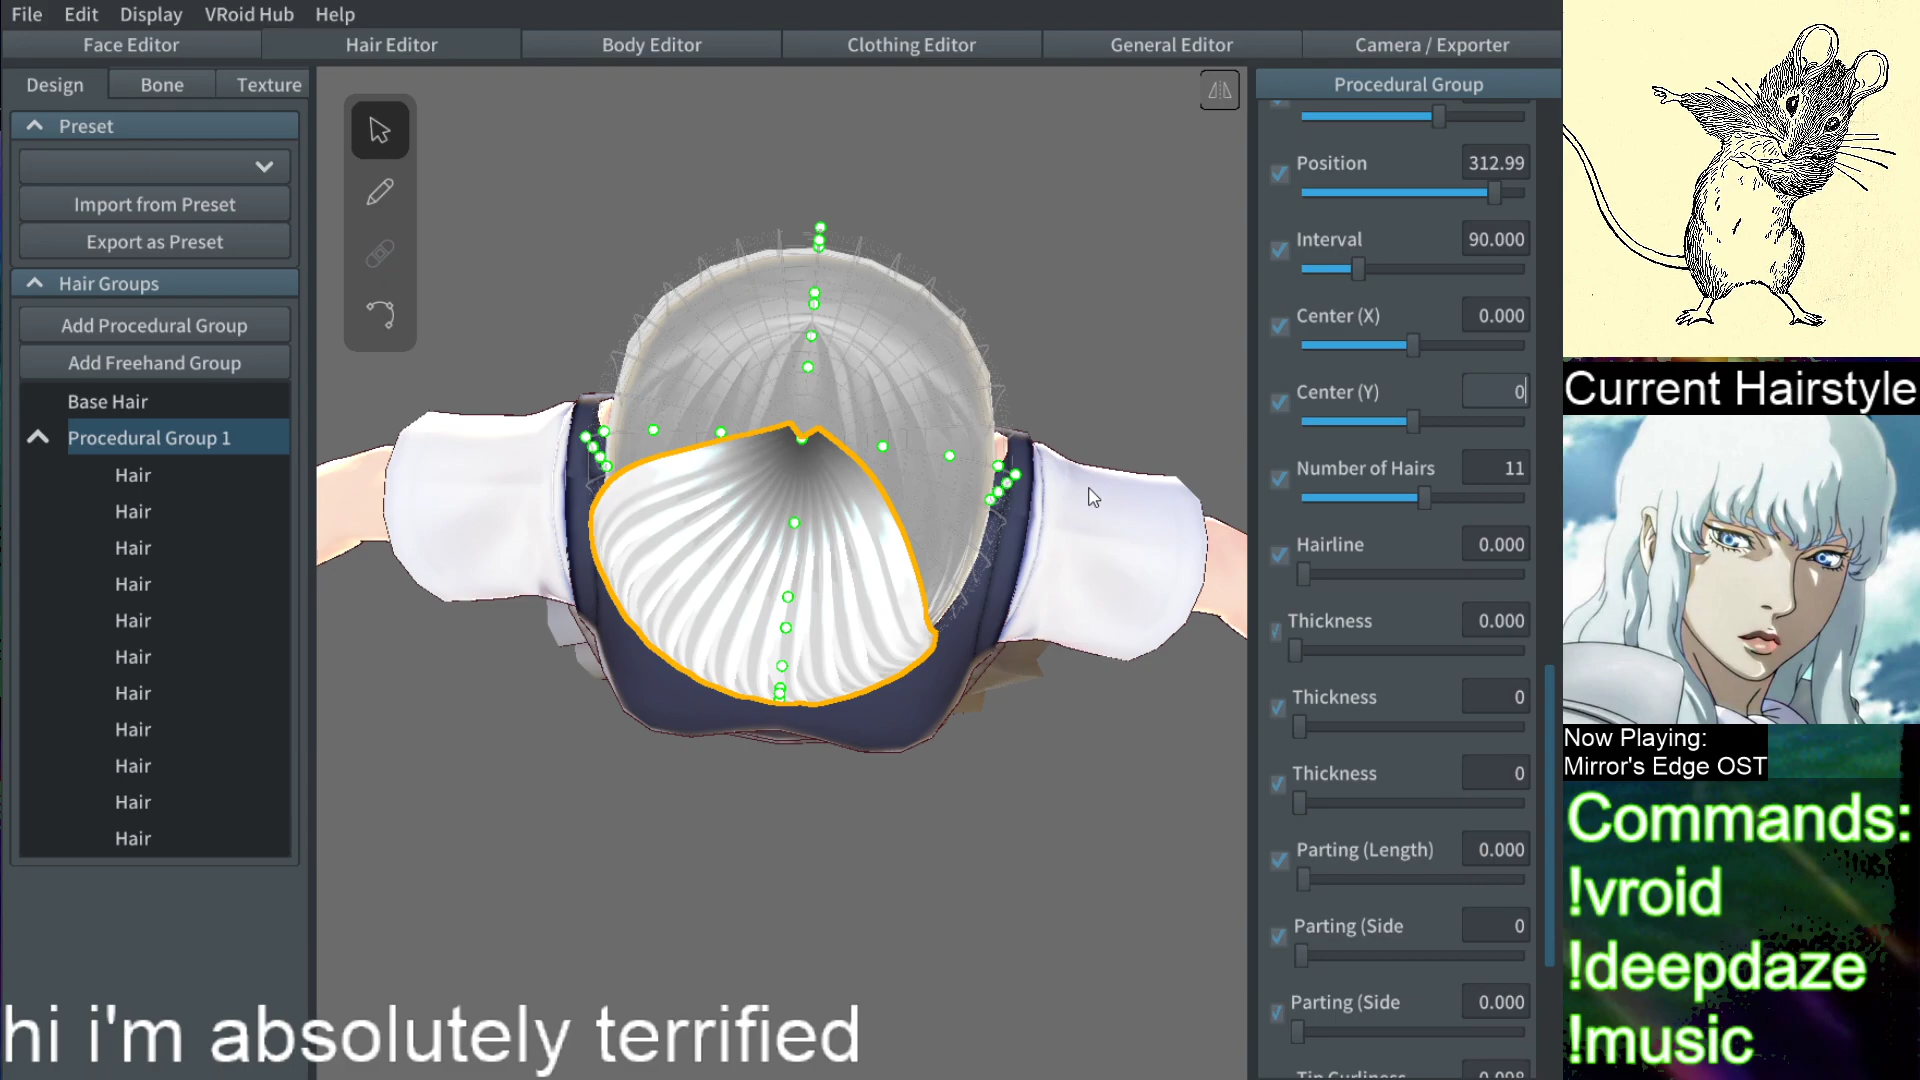 File Edit Display VRoid Hub Help
Face Editor Hair Editor Body Editor Clothing Editor General Editor Camera / Exporter
Design Bone Texture
Preset
Import from Preset
Export as Preset
Hair Groups
Add Procedural Group
Add Freehand Group
Base Hair
Procedural Group 1
Hair
Hair
Hair
Hair
Hair
Hair
Hair
Hair
Hair
Hair
Hair
Procedural Group
Position 312.99
Interval 90.000
Center (X) 0.000
Center (Y) 0
Number of Hairs 11
Hairline 0.000
Thickness 0.000
Thickness 0
Thickness 0
Parting (Length) 0.000
Parting (Side 0
Parting (Side 0.000
Tip Curliness 0.098
Current Hairstyle
Now Playing:
Mirror's Edge OST
Commands:
!vroid
!deepdaze
!music
hi i'm absolutely terrified